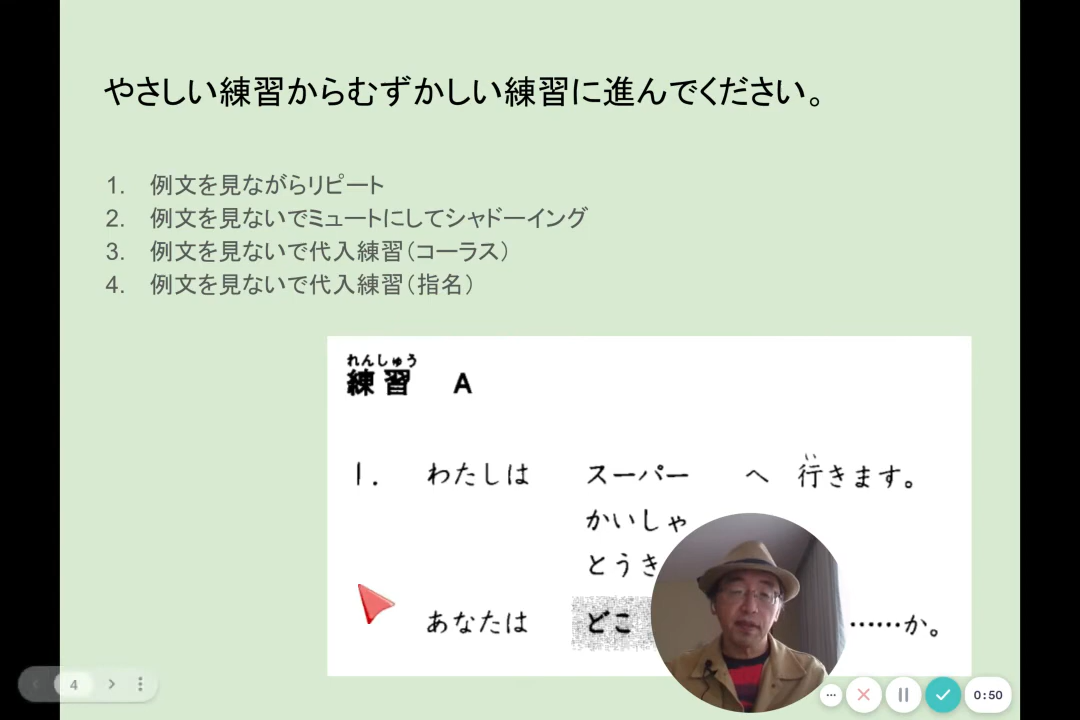 やさしい練習からむずかしい練習に進んでください。
1. 例文を見ながらリピート
2. 例文を見ないでミュートにしてシャドーイング
3. 例文を見ないで代入練習（コーラス）
4. 例文を見ないで代入練習（指名）
れんしゅう
練習 A
い
1. わたしは スーパー へ 行きます。
かいしゃ
とうき
あなたは どこ ……か。
4
0:50